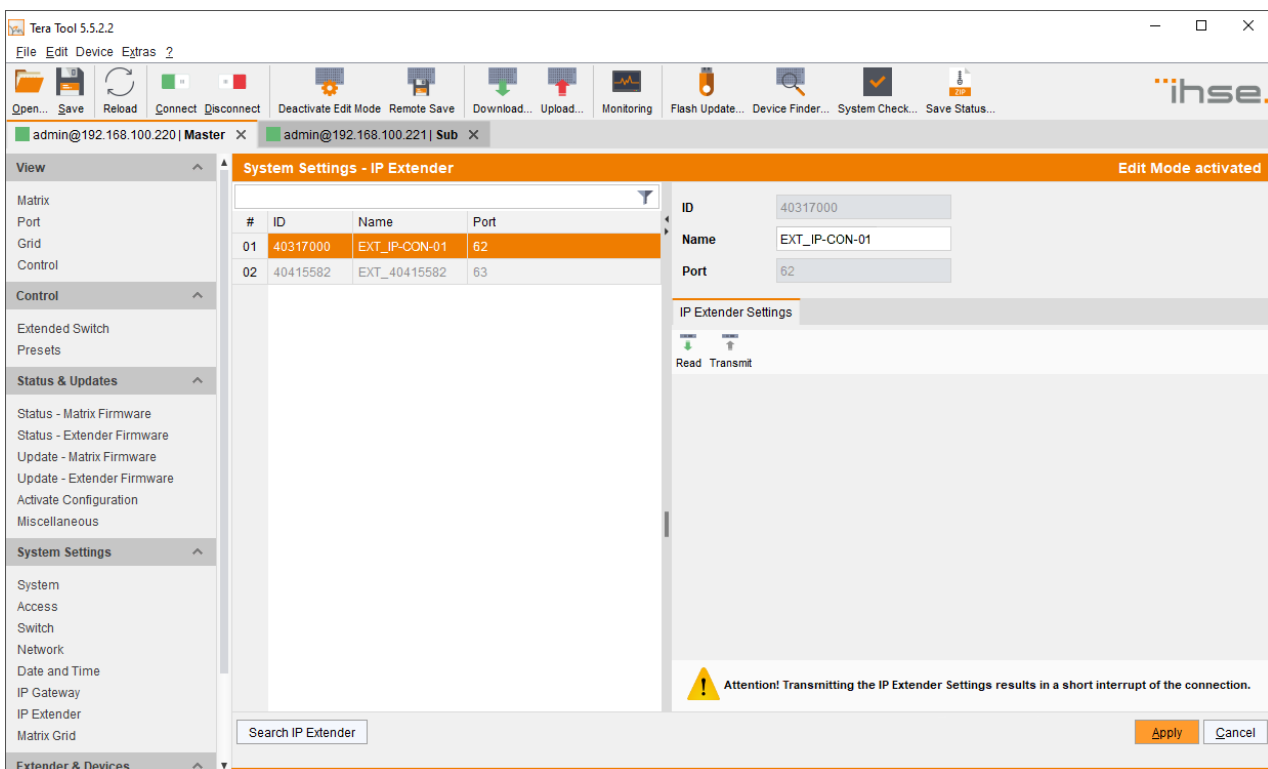 Tera Tool 5.5.2.2
File Edit Device Extras ?
Open... Save Reload Connect Disconnect Deactivate Edit Mode Remote Save Download... Upload... Monitoring Flash Update... Device Finder... System Check... Save Status...
ZIP
ihse.
admin@192.168.100.220 | Master
admin@192.168.100.221 | Sub
View
Matrix
Port
Grid
Control
Control
Extended Switch
Presets
Status & Updates
Status - Matrix Firmware
Status - Extender Firmware
Update - Matrix Firmware
Update - Extender Firmware
Activate Configuration
Miscellaneous
System Settings
System
Access
Switch
Network
Date and Time
IP Gateway
IP Extender
Matrix Grid
Extender & Devices
System Settings - IP Extender
Edit Mode activated
# ID Name Port
01 40317000 EXT_IP-CON-01 62
02 40415582 EXT_40415582 63
Search IP Extender
ID 40317000
Name EXT_IP-CON-01
Port 62
IP Extender Settings
Read Transmit
Attention! Transmitting the IP Extender Settings results in a short interrupt of the connection.
Apply Cancel